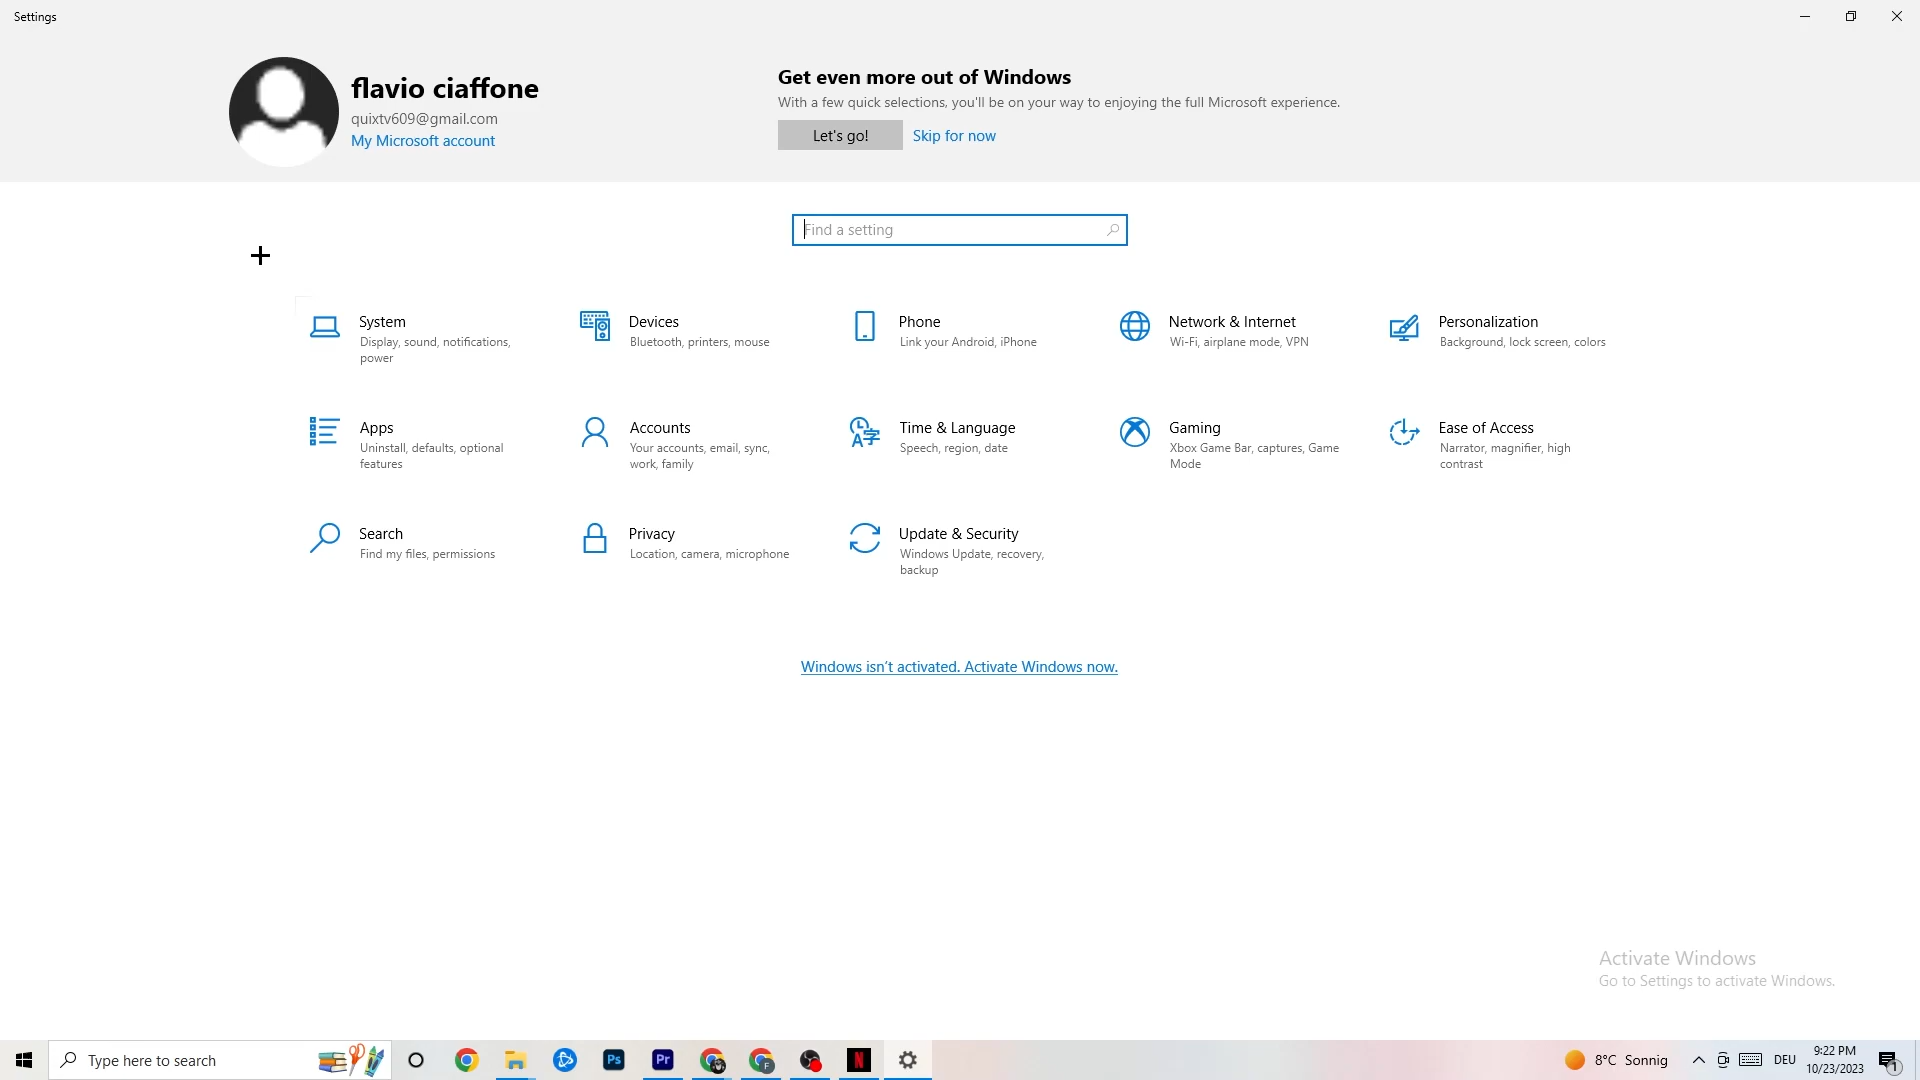 Settings
flavio ciaffone
quixtv609@gmail.com
My Microsoft account
Get even more out of Windows
With a few quick selections, you'll be on your way to enjoying the full Microsoft experience.
Let's go!
Skip for now
Find a setting
System
Display, sound, notifications,
power
Devices
Bluetooth, printers, mouse
Phone
Link your Android, iPhone
Network & Internet
Wi-Fi, airplane mode, VPN
Personalization
Background, lock screen, colors
Apps
Uninstall, defaults, optional
features
Accounts
Your accounts, email, sync,
work, family
Time & Language
Speech, region, date
Gaming
Xbox Game Bar, captures, Game
Mode
Ease of Access
Narrator, magnifier, high
contrast
Search
Find my files, permissions
Privacy
Location, camera, microphone
Update & Security
Windows Update, recovery,
backup
Windows isn't activated. Activate Windows now.
Activate Windows
Go to Settings to activate Windows.
Type here to search
Ps
Pr
F
N
8°C Sonnig
DEU
9:22 PM
10/23/2023
1